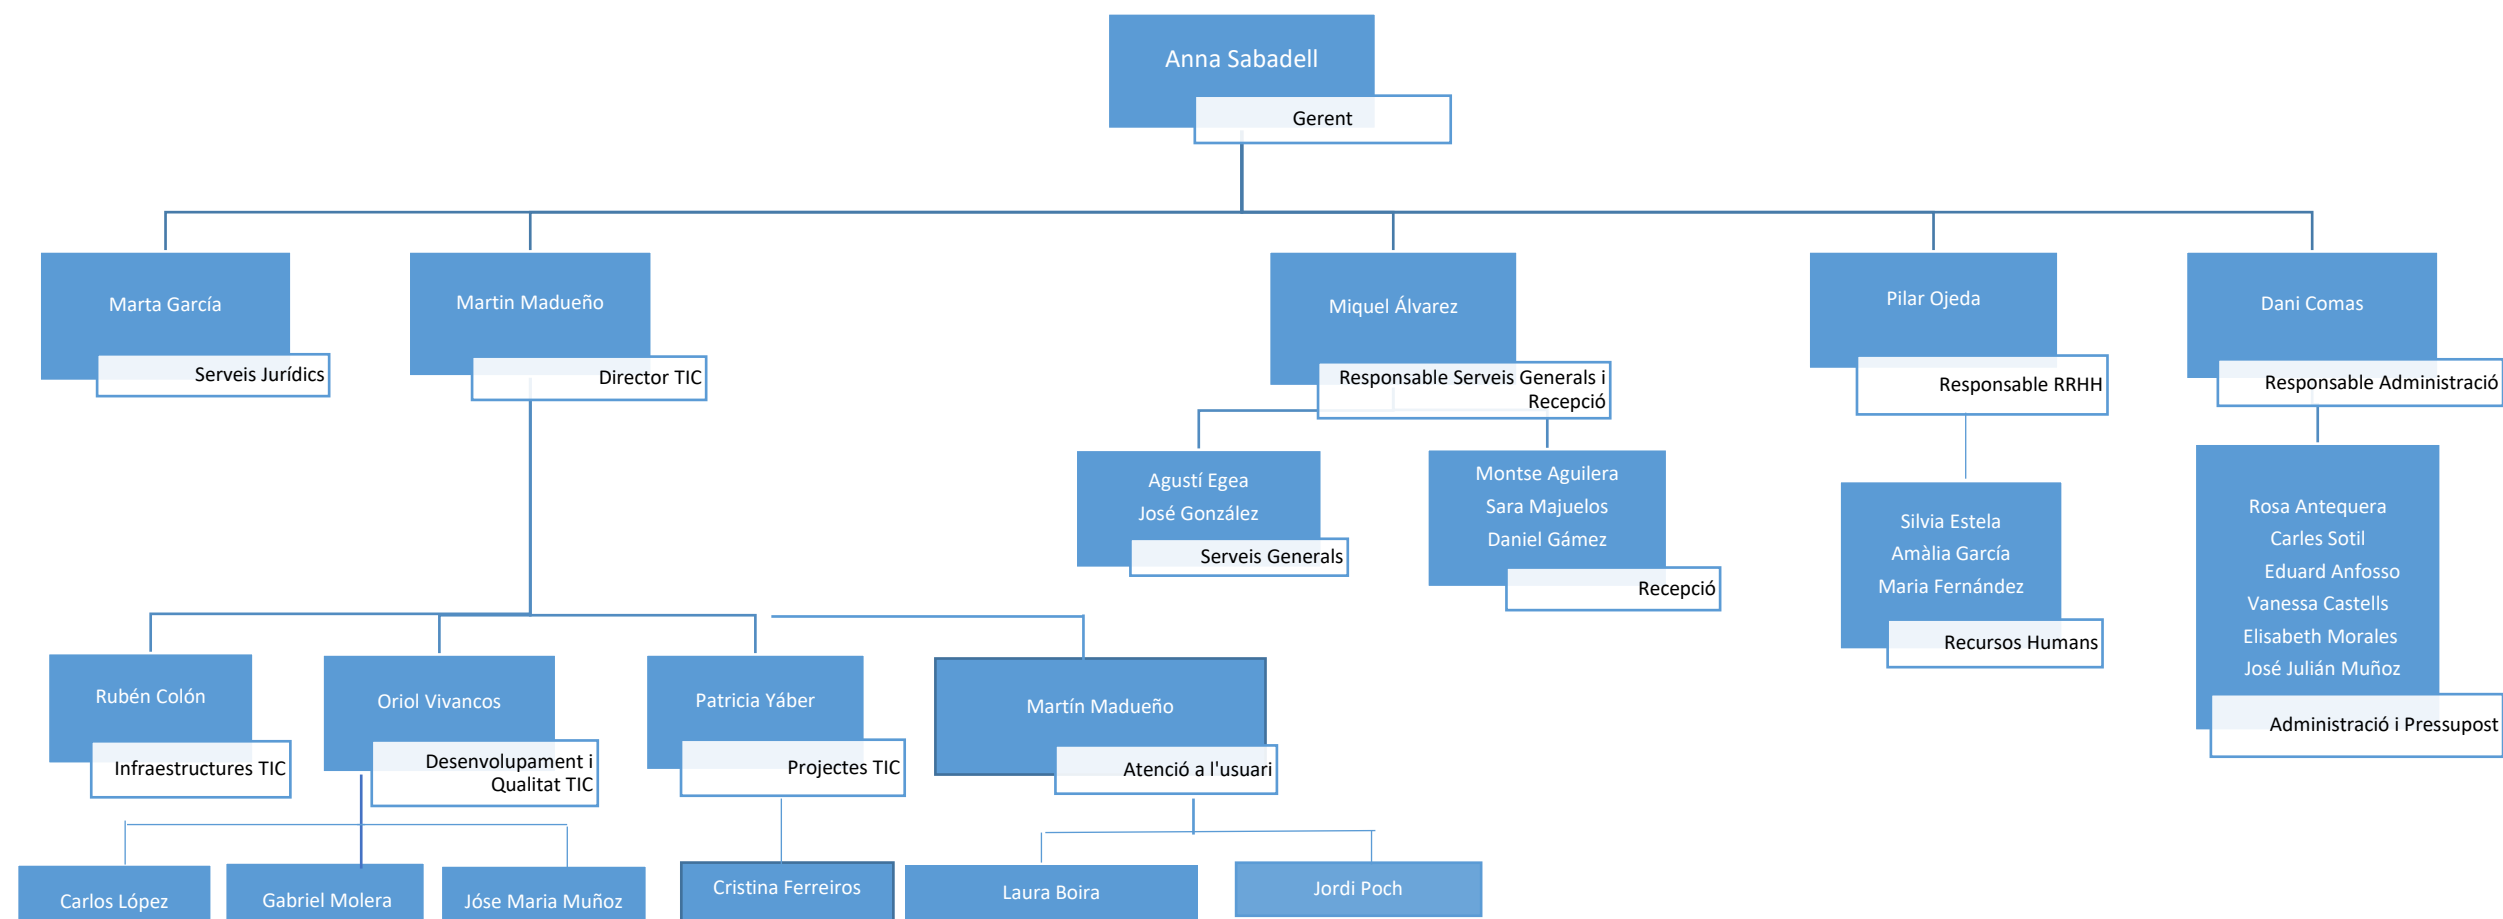 Anna Sabadell
Gerent
Marta García
Serveis Jurídics
Martin Madueño
Director TIC
Miquel Álvarez
Responsable Serveis Generals i
Recepció
Pilar Ojeda
Responsable RRHH
Dani Comas
Responsable Administració
Agustí Egea
José González
Serveis Generals
Montse Aguilera
Sara Majuelos
Daniel Gámez
Recepció
Silvia Estela
Amàlia García
Maria Fernández
Recursos Humans
Rosa Antequera
Carles Sotil
Eduard Anfosso
Vanessa Castells
Elisabeth Morales
José Julián Muñoz
Administració i Pressupost
Rubén Colón
Infraestructures TIC
Oriol Vivancos
Desenvolupament i
Qualitat TIC
Patricia Yáber
Projectes TIC
Martín Madueño
Atenció a l'usuari
Carlos López
Gabriel Molera
Jóse Maria Muñoz
Cristina Ferreiros
Laura Boira
Jordi Poch